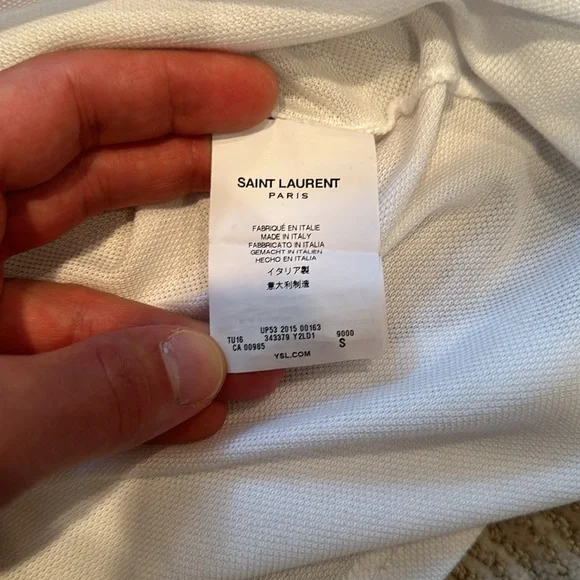 SAINT LAURENT
PARIS
FABRIQUÉ EN ITALIE
MADE IN ITALY
FABBRICATO IN ITALIA
GEMACHT IN ITALIEN
HECHO EN ITALIA
イタリア製
意大利制造
UP53 2015 00163
TU16 343379 Y2LD1 9000
CA 00985 S
YSL.COM